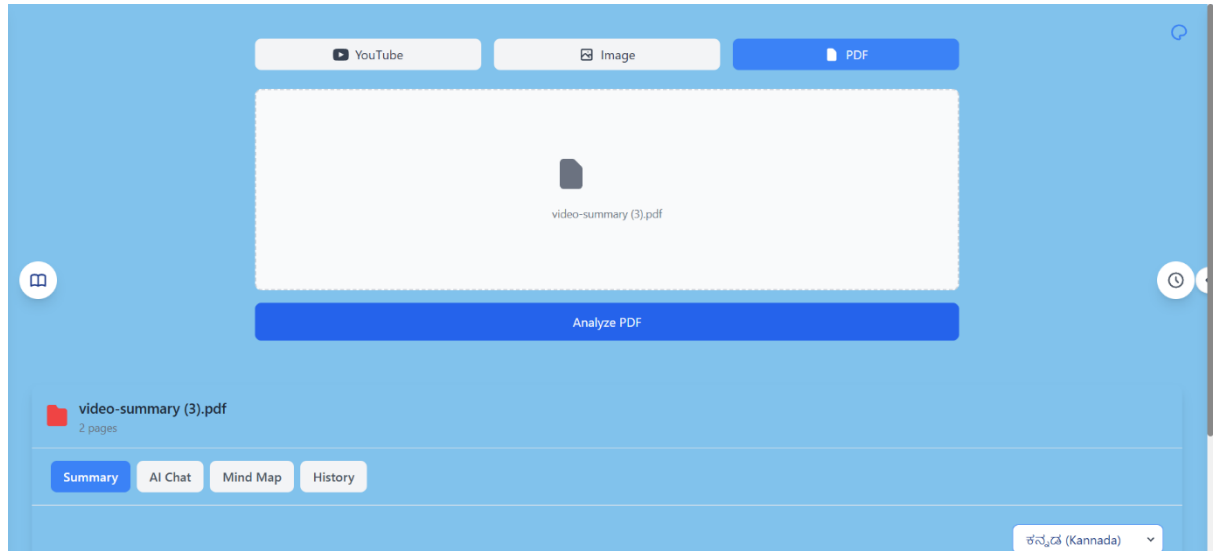 YouTube Image PDF
video-summary (3).pdf
Analyze PDF
video-summary (3).pdf
2 pages
Summary AI Chat Mind Map History
ಕನ್ನಡ (Kannada)